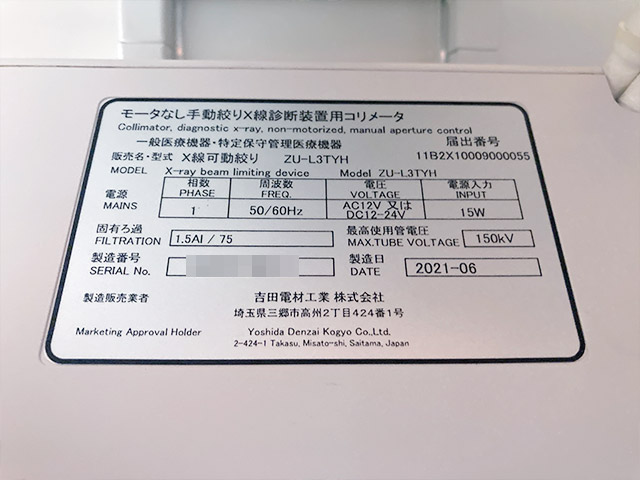 モータなし手動絞りX線診断装置用コリメータ
Collimator, diagnostic x-ray, non-motorized, manual aperture control
一般医療機器・特定保守管理医療機器 届出番号
販売名・型式 X線可動絞り ZU-L3TYH 11B2X10009000055
MODEL X-ray beam limiting device Model ZU-L3TYH
電源 相数 周波数 電圧 電源入力
MAINS PHASE FREQ. VOLTAGE INPUT
1 50/60Hz AC12V 又は DC12-24V 15W
固有ろ過 最高使用管電圧
FILTRATION 1.5Al / 75 MAX.TUBE VOLTAGE 150kV
製造番号 製造日
SERIAL No. DATE 2021-06
製造販売業者 吉田電材工業 株式会社
埼玉県三郷市高州2丁目424番1号
Marketing Approval Holder Yoshida Denzai Kogyo Co.,Ltd.
2-424-1 Takasu, Misato-shi, Saitama, Japan